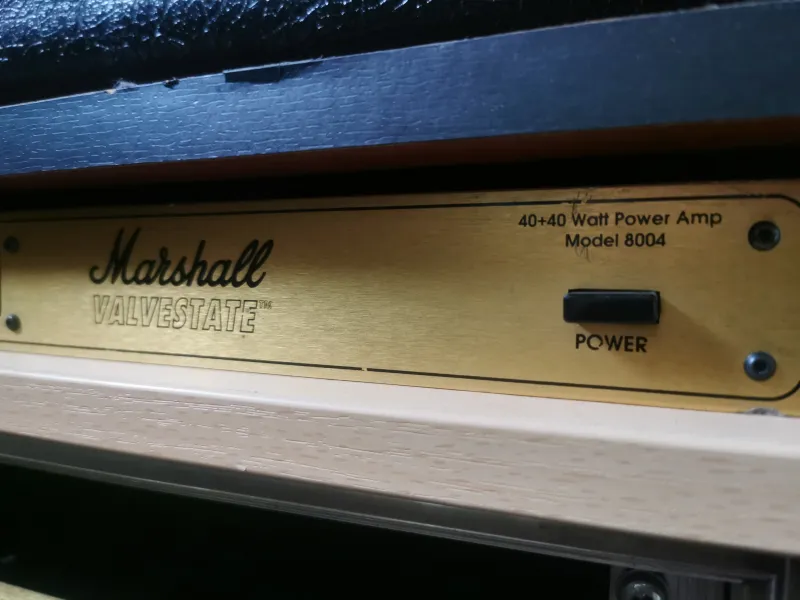 Marshall
VALVESTATE™
40+40 Watt Power Amp
Model 8004
POWER